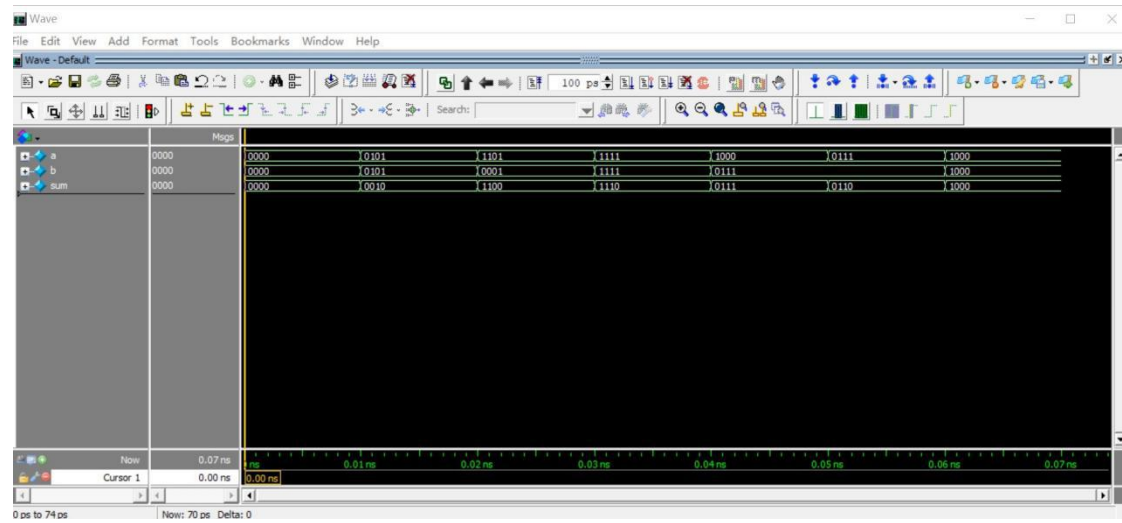 Wave
File Edit View Add Format Tools Bookmarks Window Help
Wave - Default
100 ps
Search:
Msgs
a 0000 0000 0101 1101 1111 1000 0111 1000
b 0000 0000 0101 0001 1111 0111 1000
sum 0000 0000 0010 1100 1110 0111 0110 1000
Now 0.07 ns ns 0.01 ns 0.02 ns 0.03 ns 0.04 ns 0.05 ns 0.06 ns 0.07 ns
Cursor 1 0.00 ns 0.00 ns
0 ps to 74 ps Now: 70 ps Delta: 0